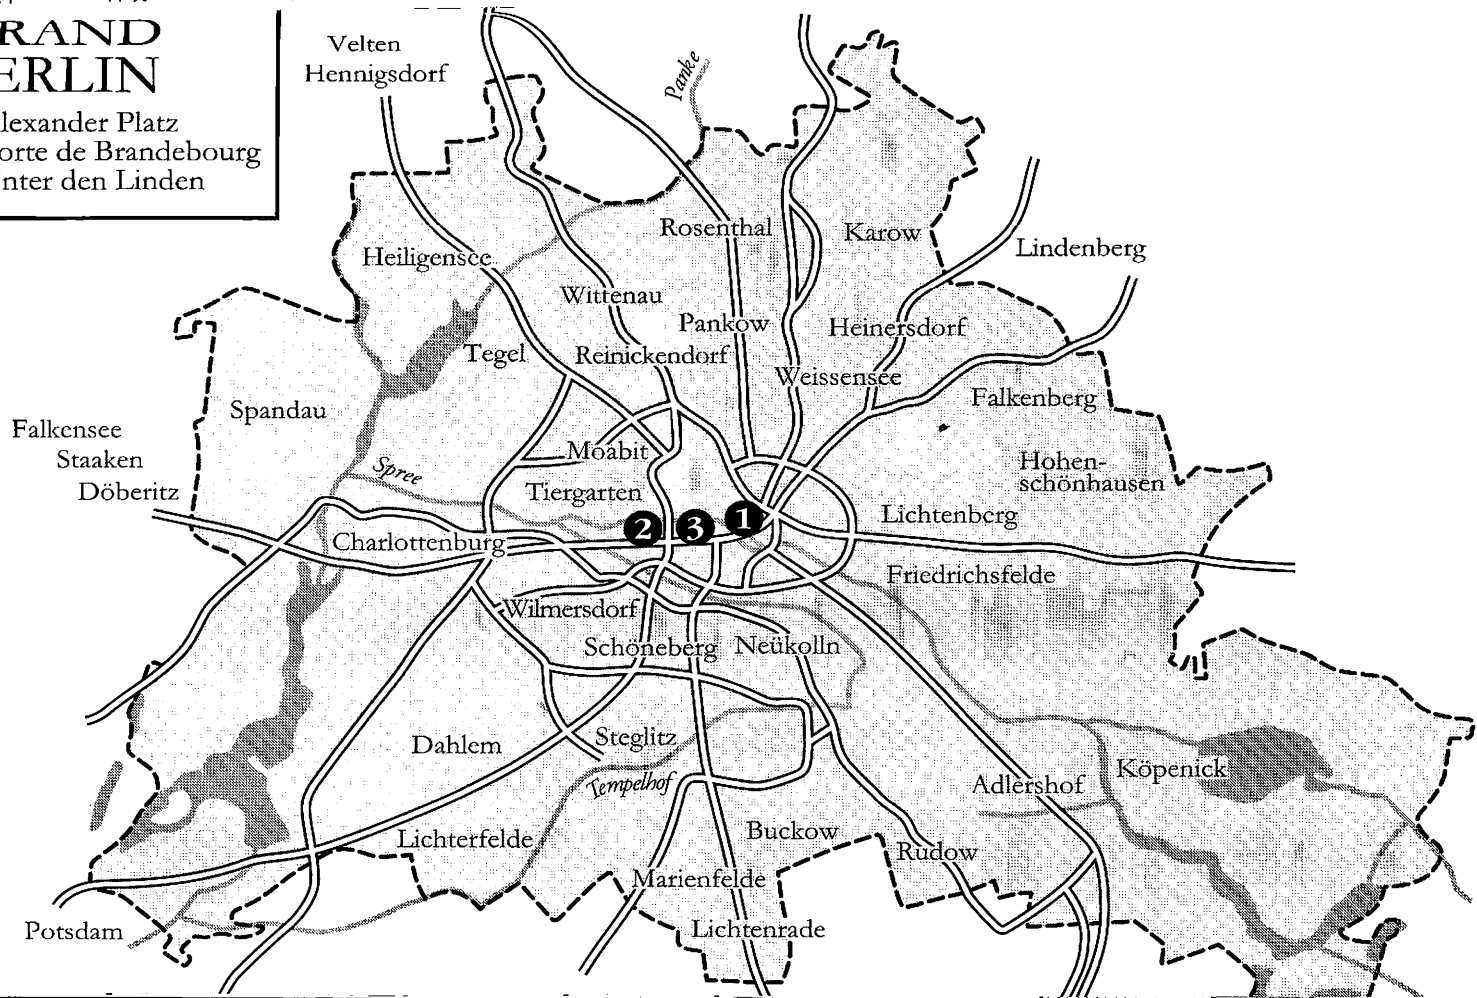 RAND
ERLIN
lexander Platz
orte de Brandebourg
nter den Linden
Velten
Hennigsdorf
Panke
Rosenthal
Karow
Lindenberg
Heiligensee
Wittenau
Pankow
Heinersdorf
Tegel
Reinickendorf
Weissensee
Falkenberg
Spandau
Falkensee
Staaken
Döberitz
Spree
Moabit
Hohen-
schönhausen
Tiergarten
Lichtenberg
2
3
1
Charlottenburg
Friedrichsfelde
Wilmersdorf
Schöneberg
Neükolln
Dahlem
Steglitz
Tempelhof
Adlershof
Köpenick
Lichterfelde
Buckow
Rudow
Marienfelde
Potsdam
Lichtenrade